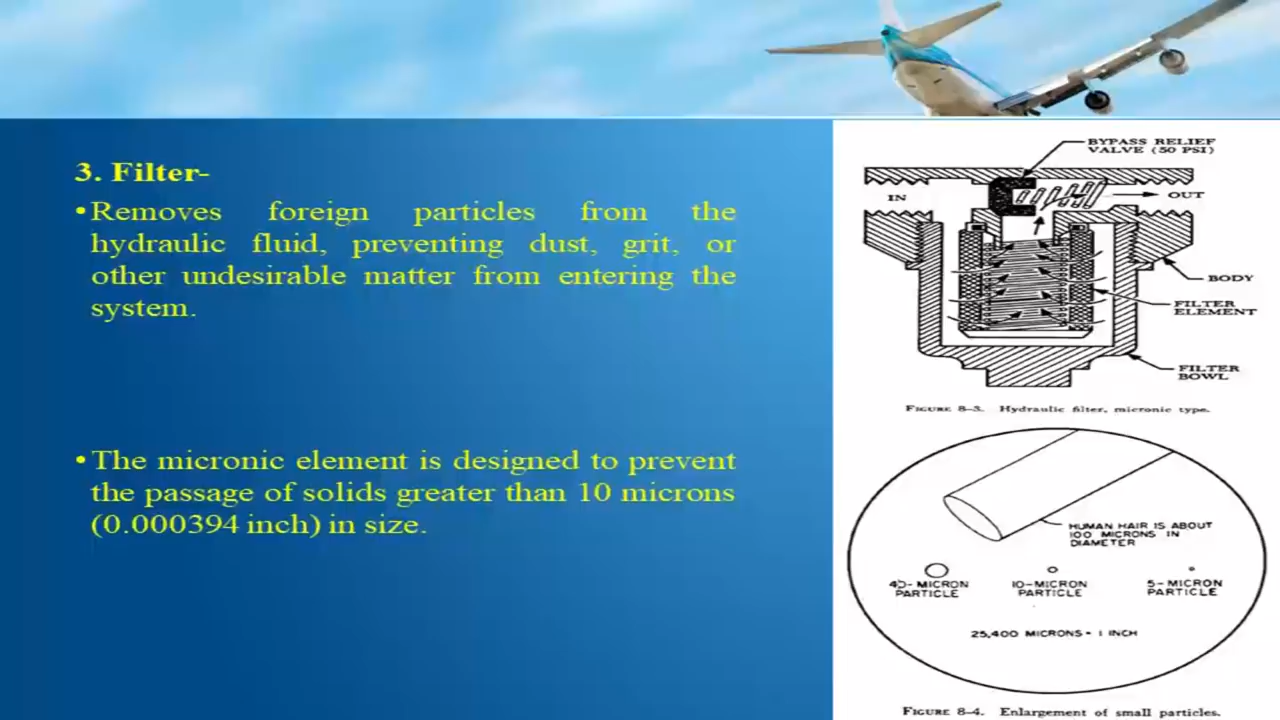 3. Filter-
•Removes foreign particles from the
hydraulic fluid, preventing dust, grit, or
other undesirable matter from entering the
system.
•The micronic element is designed to prevent
the passage of solids greater than 10 microns
(0.000394 inch) in size.
BYPASS RELIEF
VALVE (50 PSI)
IN
OUT
BODY
FILTER
ELEMENT
FILTER
BOWL
FIGURE 8-3. Hydraulic filter, micronic type.
HUMAN HAIR IS ABOUT
100 MICRONS IN
DIAMETER
40-MICRON
PARTICLE
10-MICRON
PARTICLE
5-MICRON
PARTICLE
25,400 MICRONS = 1 INCH
FIGURE 8-4. Enlargement of small particles.